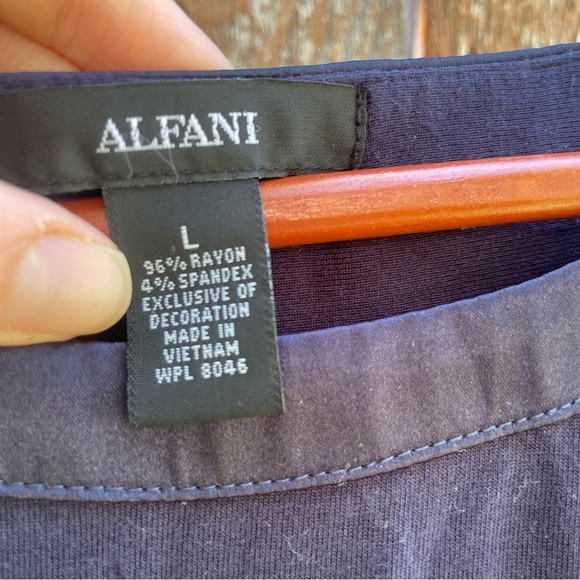 ALFANI
L
96% RAYON
4% SPANDEX
EXCLUSIVE OF
DECORATION
MADE IN
VIETNAM
WPL 8046